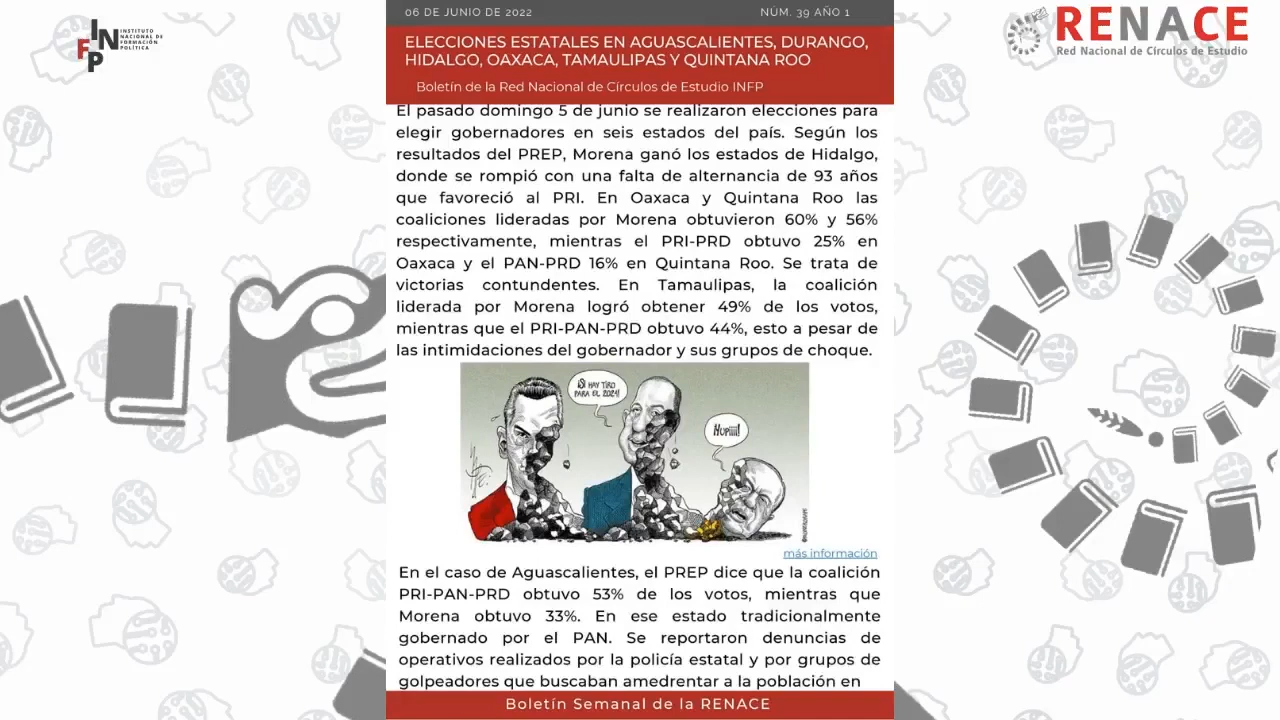 INSTITUTO
NACIONAL DE
FORMACIÓN
POLÍTICA
INFP
06 DE JUNIO DE 2022
NÚM. 39 AÑO 1
RENACE
Red Nacional de Círculos de Estudio
ELECCIONES ESTATALES EN AGUASCALIENTES, DURANGO,
HIDALGO, OAXACA, TAMAULIPAS Y QUINTANA ROO
Boletín de la Red Nacional de Círculos de Estudio INFP
El pasado domingo 5 de junio se realizaron elecciones para
elegir gobernadores en seis estados del país. Según los
resultados del PREP, Morena ganó los estados de Hidalgo,
donde se rompió con una falta de alternancia de 93 años
que favoreció al PRI. En Oaxaca y Quintana Roo las
coaliciones lideradas por Morena obtuvieron 60% y 56%
respectivamente, mientras el PRI-PRD obtuvo 25% en
Oaxaca y el PAN-PRD 16% en Quintana Roo. Se trata de
victorias contundentes. En Tamaulipas, la coalición
liderada por Morena logró obtener 49% de los votos,
mientras que el PRI-PAN-PRD obtuvo 44%, esto a pesar de
las intimidaciones del gobernador y sus grupos de choque.
¡SI HAY TIRO
PARA EL 2024!
más información
En el caso de Aguascalientes, el PREP dice que la coalición
PRI-PAN-PRD obtuvo 53% de los votos, mientras que
Morena obtuvo 33%. En ese estado tradicionalmente
gobernado por el PAN. Se reportaron denuncias de
operativos realizados por la policía estatal y por grupos de
golpeadores que buscaban amedrentar a la población en
Boletín Semanal de la RENACE